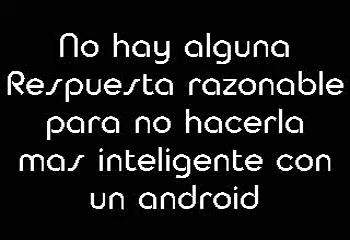 No hay alguna
Respuesta razonable
para no hacerla
mas inteligente con
un android